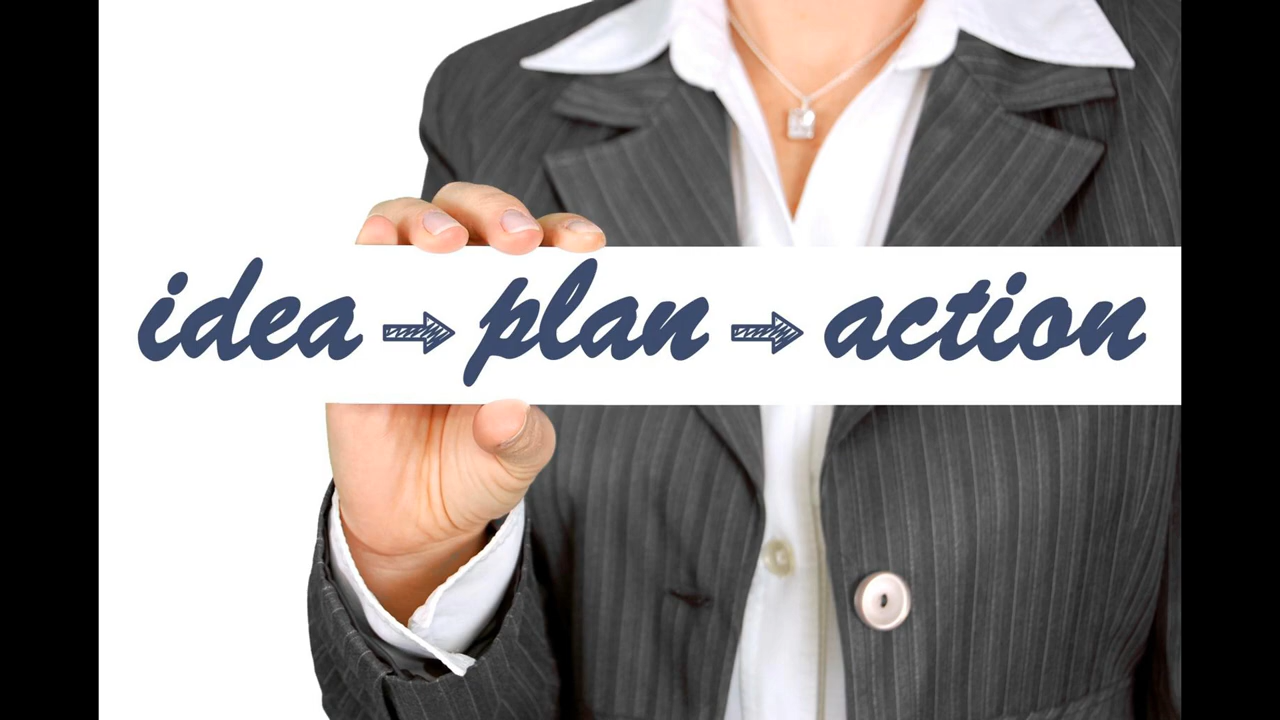 idea → plan → action